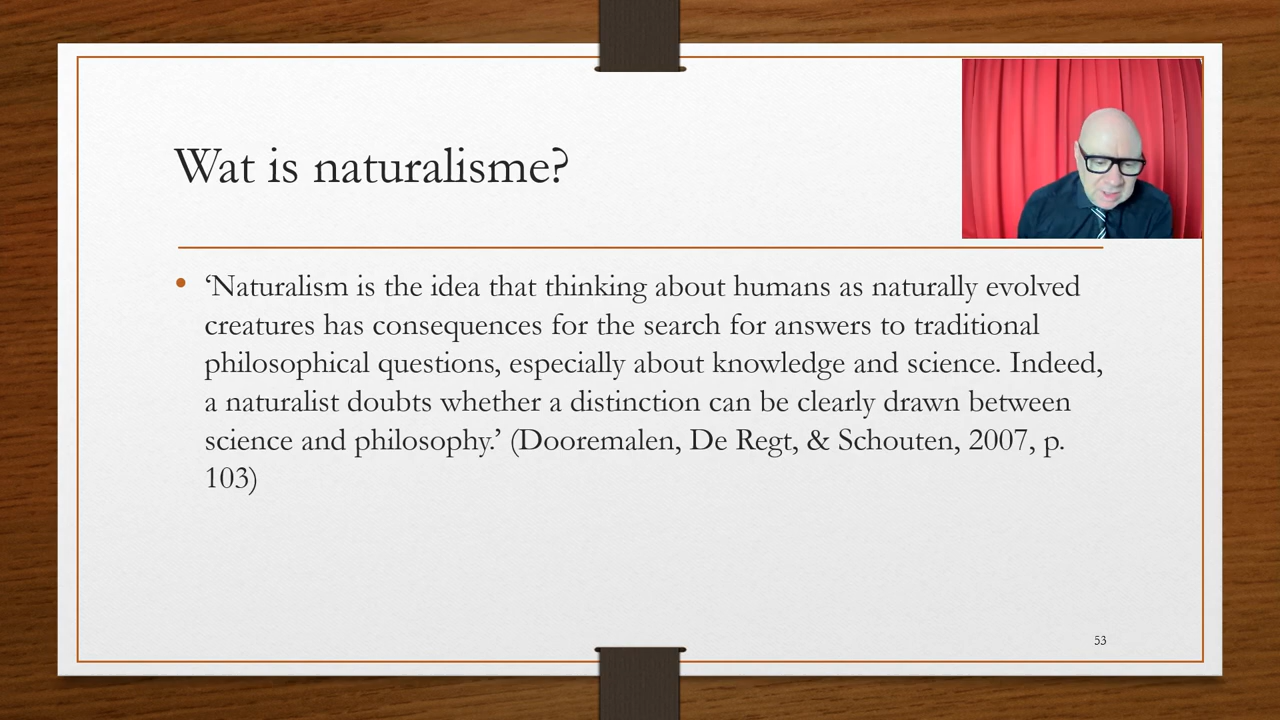 Wat is naturalisme?
• ‘Naturalism is the idea that thinking about humans as naturally evolved
creatures has consequences for the search for answers to traditional
philosophical questions, especially about knowledge and science. Indeed,
a naturalist doubts whether a distinction can be clearly drawn between
science and philosophy.’ (Dooremalen, De Regt, & Schouten, 2007, p.
103)
53